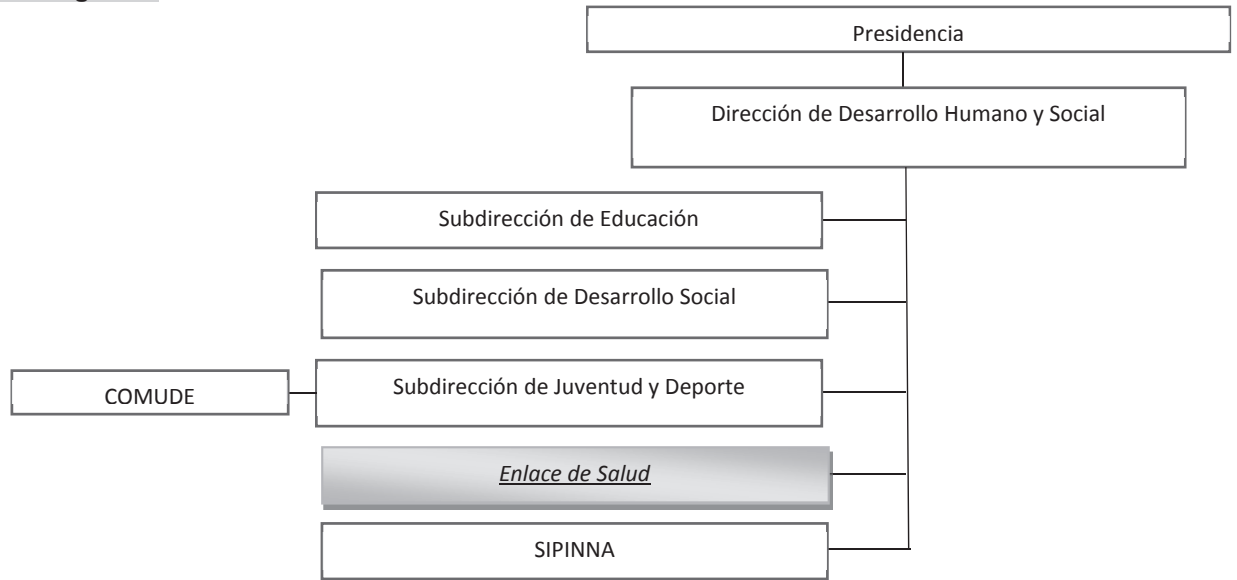 Presidencia
Dirección de Desarrollo Humano y Social
Subdirección de Educación
Subdirección de Desarrollo Social
Subdirección de Juventud y Deporte
COMUDE
Enlace de Salud
SIPINNA